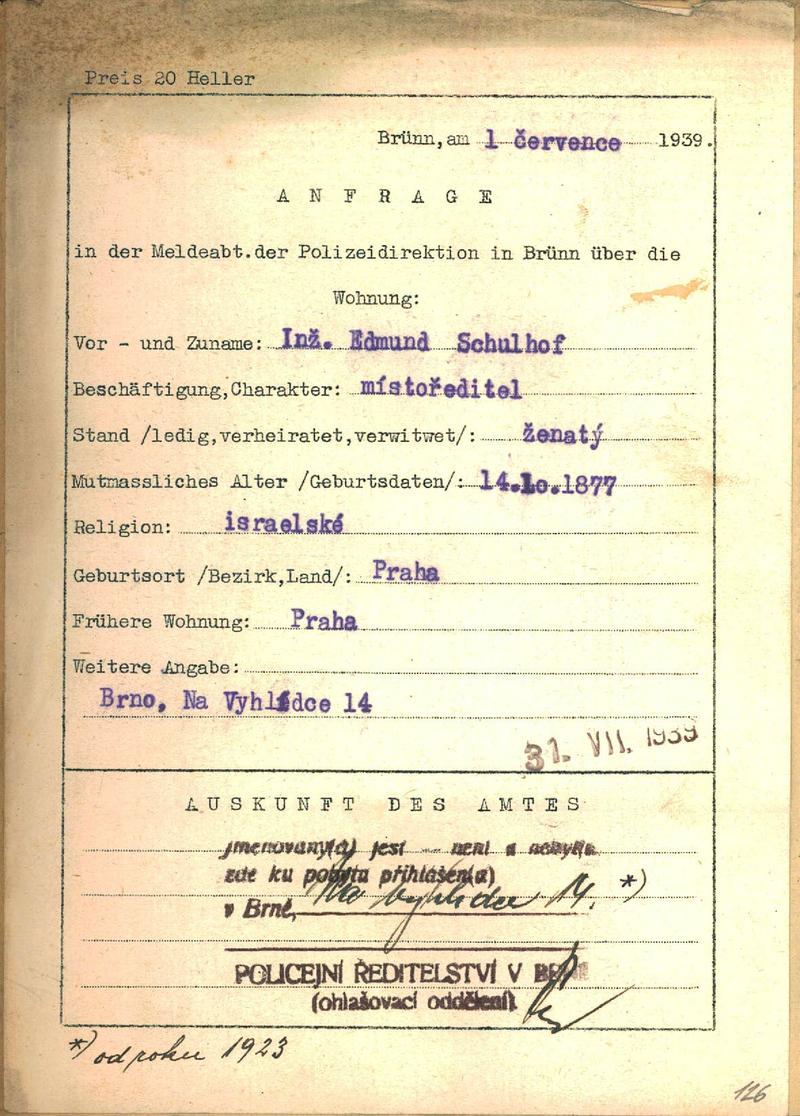 Preis 20 Heller
Brünn, am 1 července 1939.
ANFRAGE
in der Meldeabt.der Polizeidirektion in Brünn über die
Wohnung:
Vor - und Zuname: Inž. Edmund Schulhof
Beschäftigung,Charakter: místoředitel
Stand /ledig,verheiratet,verwitwet/: ženatý
Mutmassliches Alter /Geburtsdaten/: 14.10.1877
Religion: israelské
Geburtsort /Bezirk,Land/: Praha
Frühere Wohnung: Praha
Weitere Angabe:
Brno, Na Vyhlídce 14
31. VII. 1939
AUSKUNFT DES AMTES
jmenovaný(á) jest — není a nebyl(a)
zde ku pobytu přihlášen(a)
v Brně, Na vyhlídce 14. *)
POLICEJNÍ ŘEDITELSTVÍ V BRNĚ
(ohlašovací oddělení)
*) od roku 1923
126